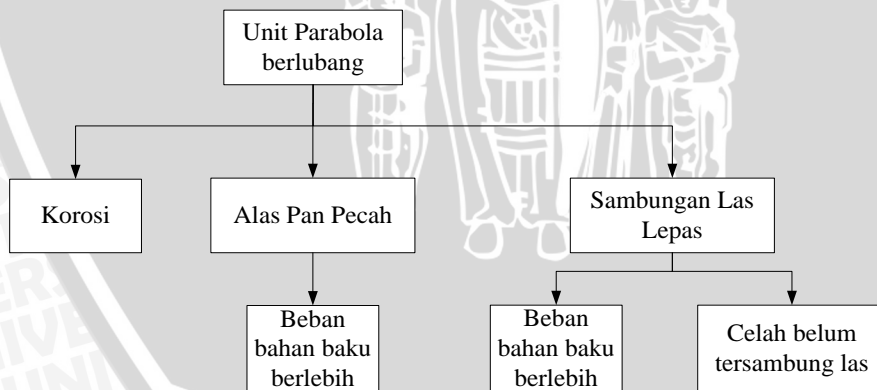 Unit Parabola
berlubang
Korosi
Alas Pan Pecah
Sambungan Las
Lepas
Beban
bahan baku
berlebih
Beban
bahan baku
berlebih
Celah belum
tersambung las